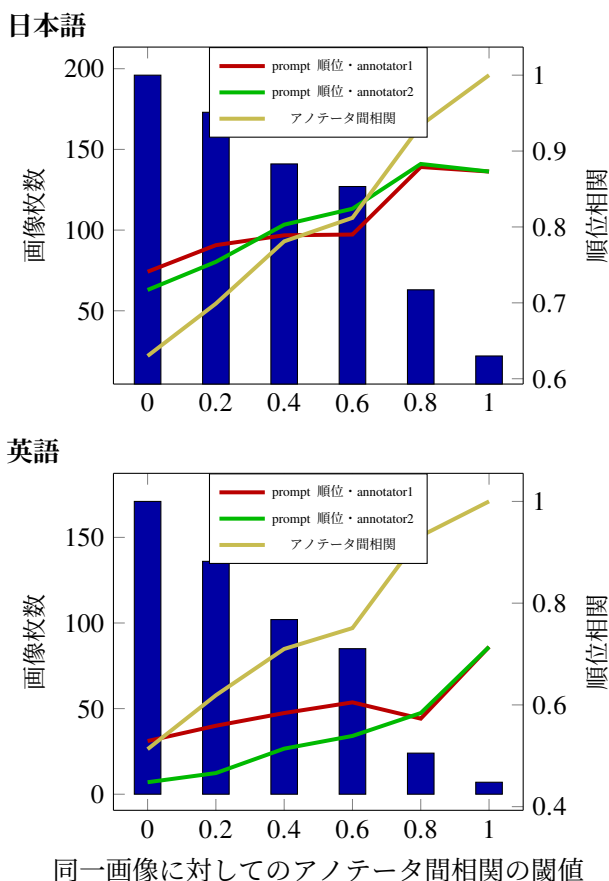 日本語
prompt 順位・annotator1
prompt 順位・annotator2
アノテータ間相関
200
150
100
50
画像枚数
1
0.9
0.8
0.7
0.6
順位相関
0 0.2 0.4 0.6 0.8 1
英語
prompt 順位・annotator1
prompt 順位・annotator2
アノテータ間相関
150
100
50
0
画像枚数
1
0.8
0.6
0.4
順位相関
0 0.2 0.4 0.6 0.8 1
同一画像に対してのアノテータ間相関の閾値